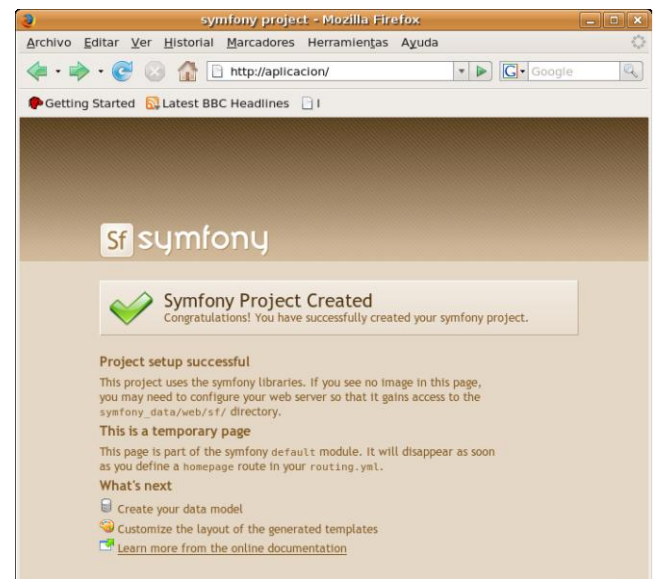 symfony project - Mozilla Firefox
Archivo Editar Ver Historial Marcadores Herramientas Ayuda
http://aplicacion/
G Google
Getting Started Latest BBC Headlines I
Sf symfony
Symfony Project Created
Congratulations! You have successfully created your symfony project.
Project setup successful
This project uses the symfony libraries. If you see no image in this page,
you may need to configure your web server so that it gains access to the
symfony_data/web/sf/ directory.
This is a temporary page
This page is part of the symfony default module. It will disappear as soon
as you define a homepage route in your routing.yml.
What's next
Create your data model
Customize the layout of the generated templates
Learn more from the online documentation